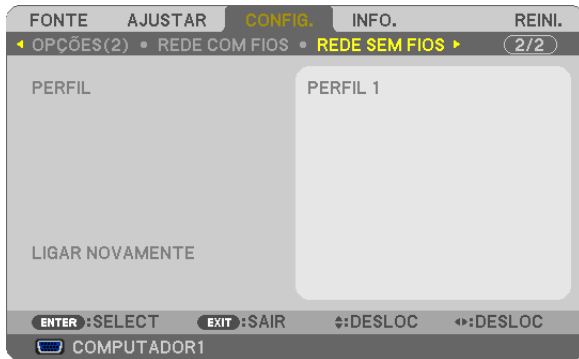 FONTE AJUSTAR CONFIG. INFO. REINI.
OPÇÕES(2) • REDE COM FIOS • REDE SEM FIOS 2/2
PERFIL PERFIL 1
LIGAR NOVAMENTE
ENTER :SELECT EXIT :SAIR :DESLOC :DESLOC
COMPUTADOR1